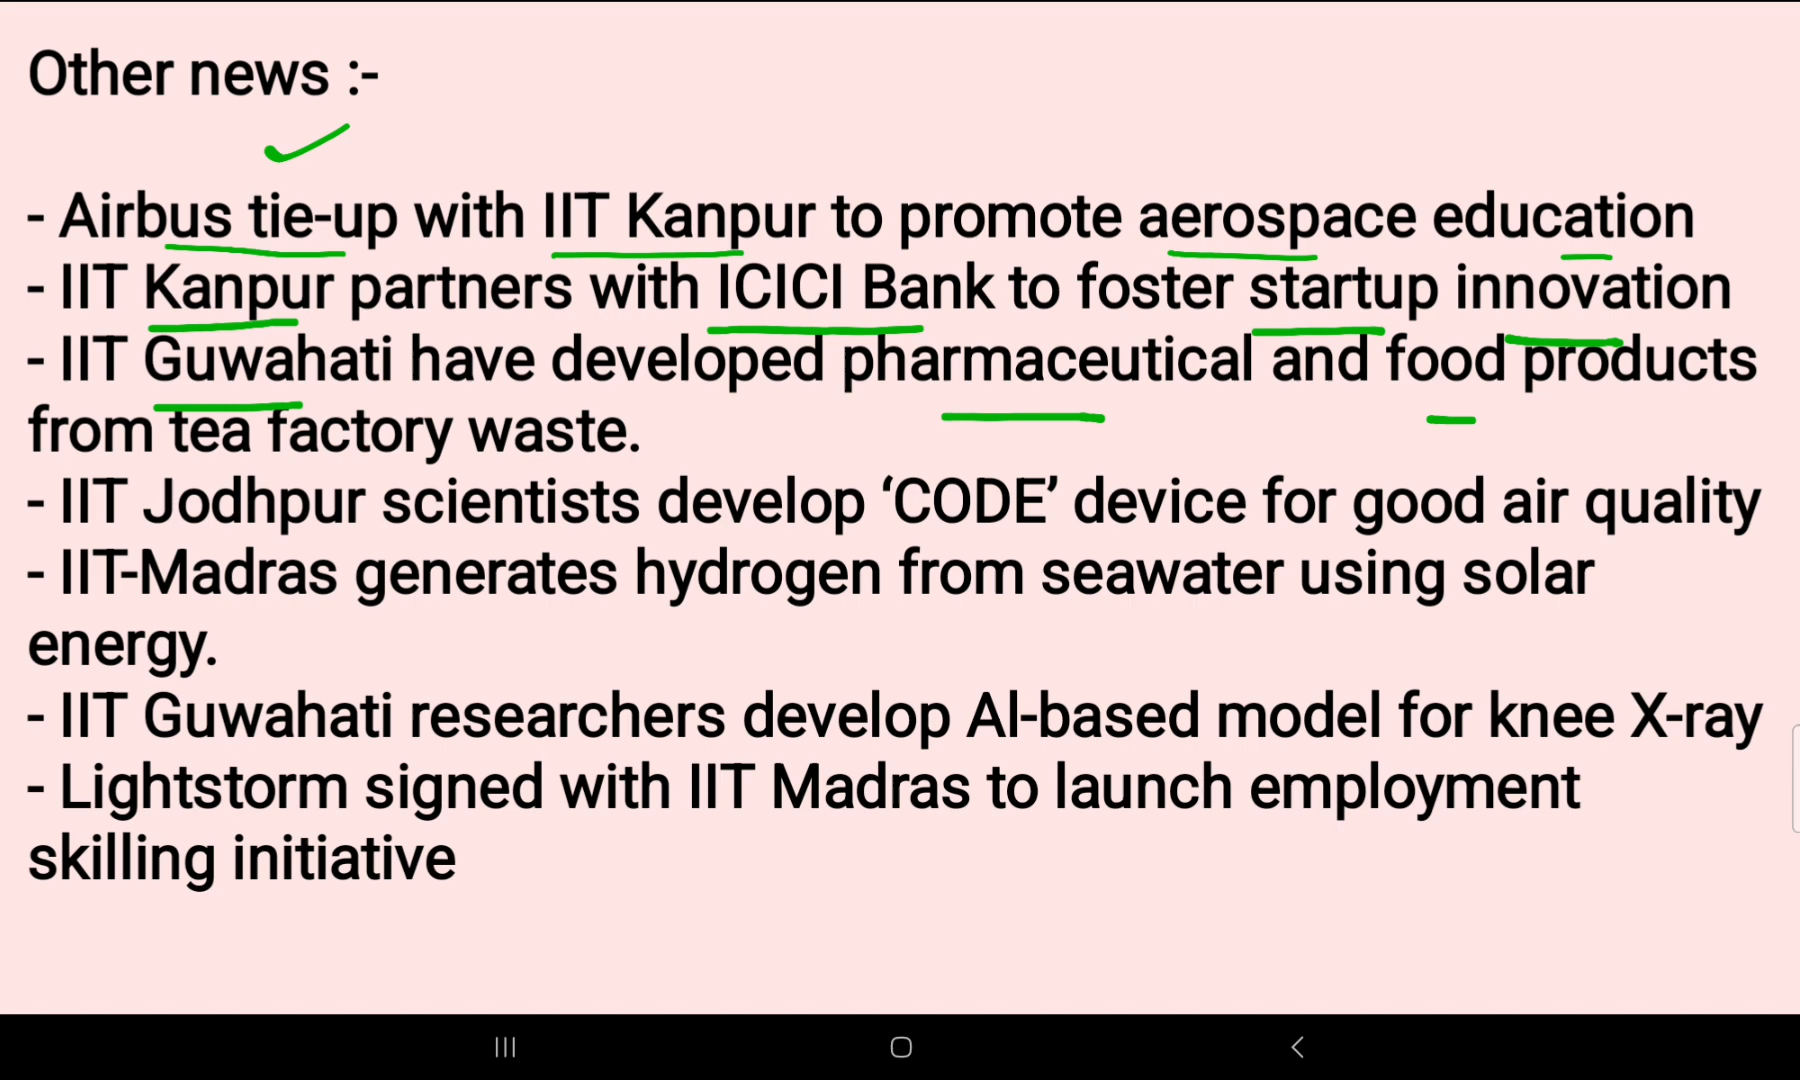 Other news :-
- Airbus tie-up with IIT Kanpur to promote aerospace education
- IIT Kanpur partners with ICICI Bank to foster startup innovation
- IIT Guwahati have developed pharmaceutical and food products
from tea factory waste.
- IIT Jodhpur scientists develop ‘CODE’ device for good air quality
- IIT-Madras generates hydrogen from seawater using solar
energy.
- IIT Guwahati researchers develop AI-based model for knee X-ray
- Lightstorm signed with IIT Madras to launch employment
skilling initiative